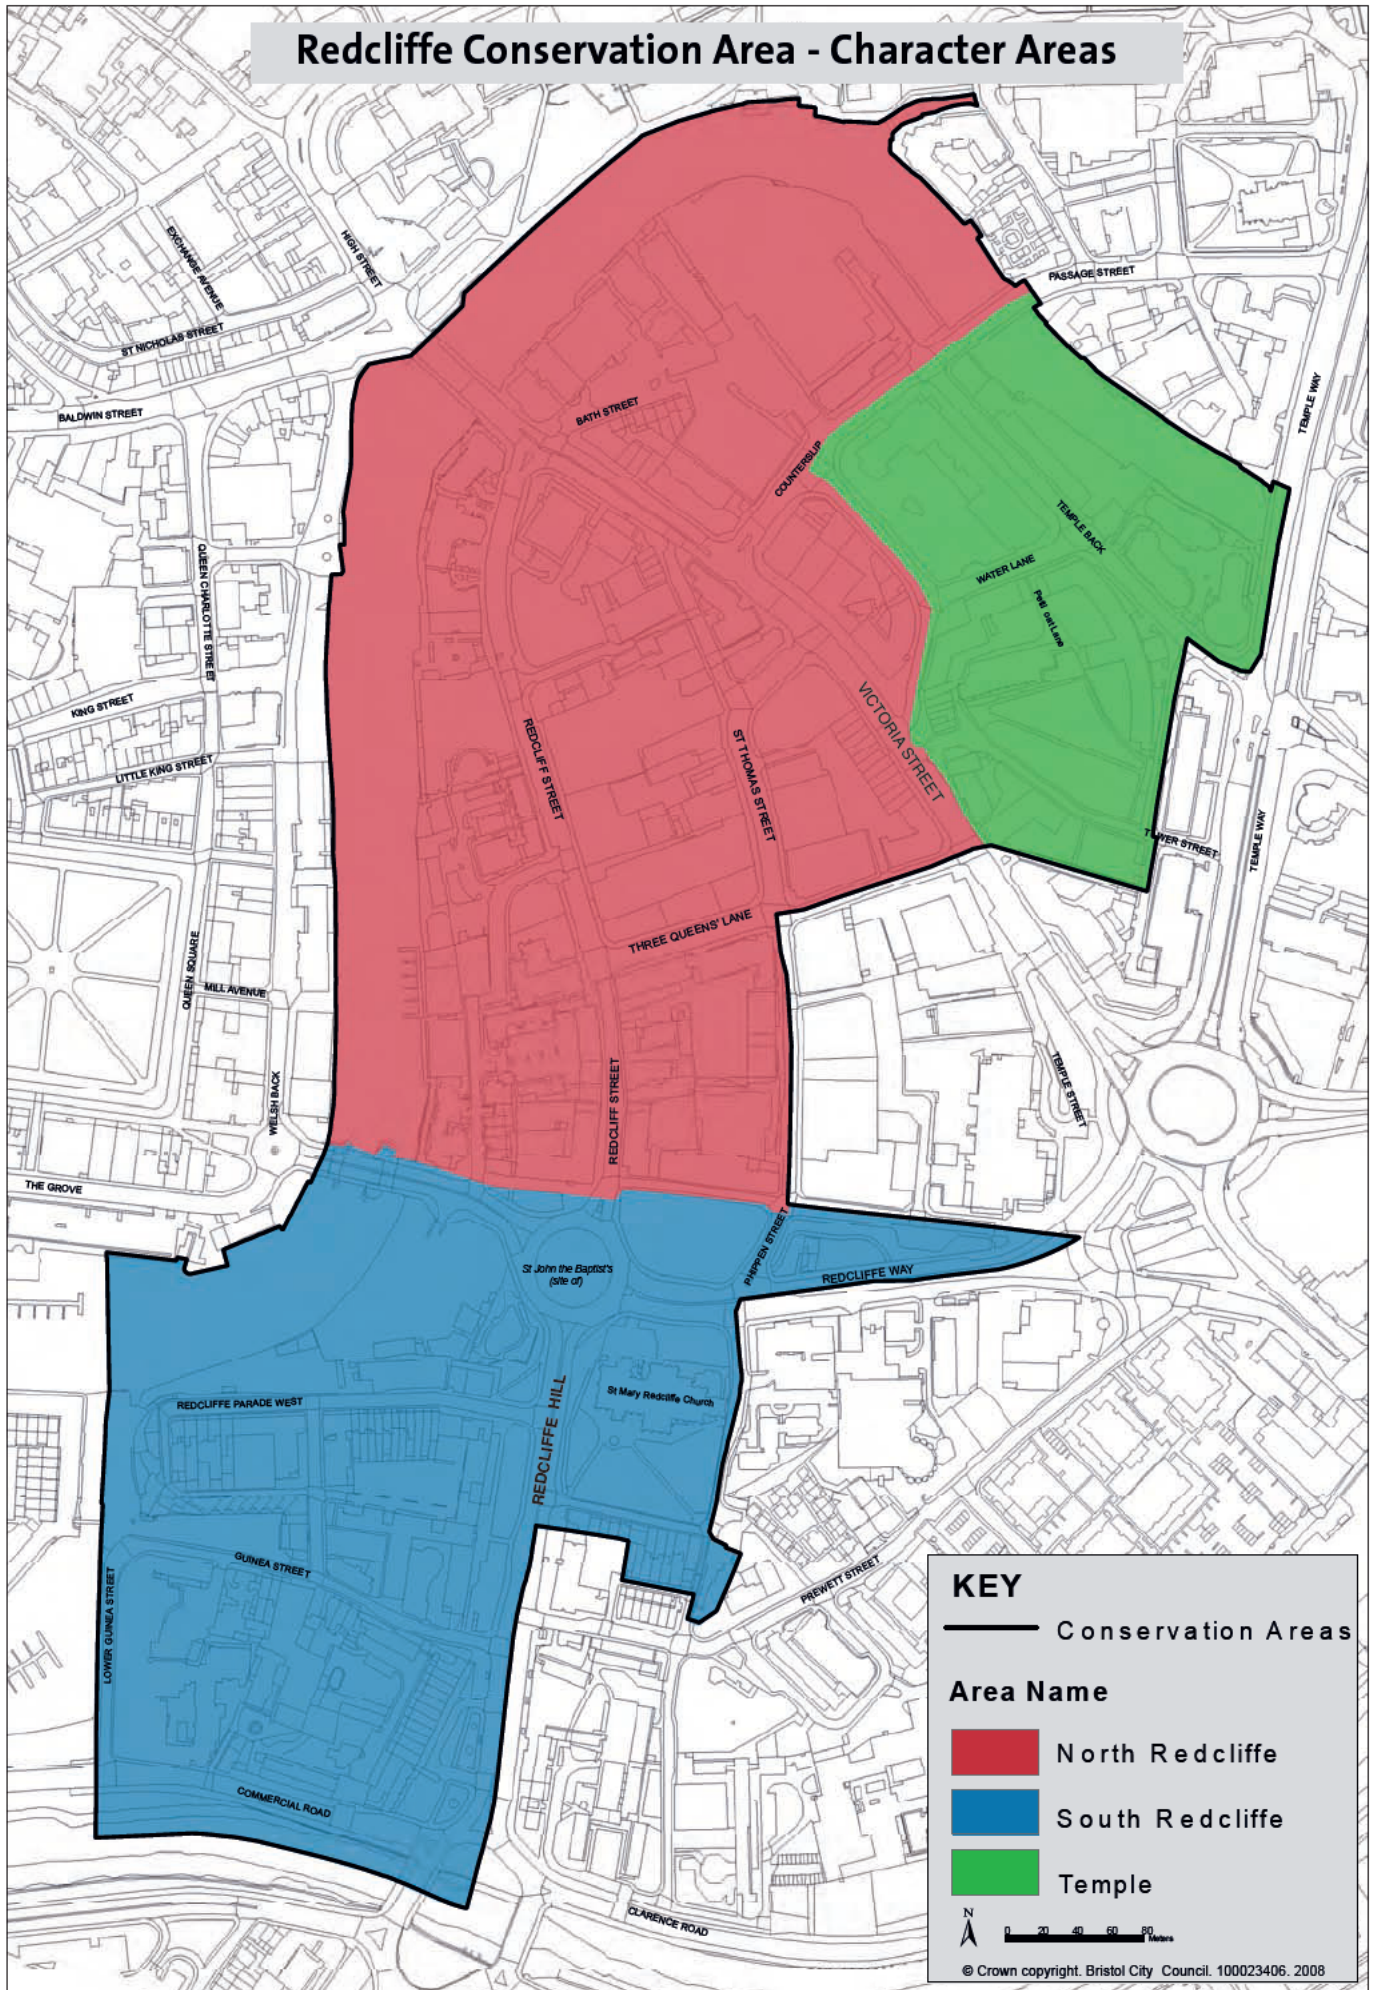 Redcliffe Conservation Area - Character Areas
EXCHANGE AVENUE
HIGH STREET
PASSAGE STREET
ST NICHOLAS STREET
BALDWIN STREET
BATH STREET
TEMPLE WAY
COUNTERSLIP
TEMPLE BACK
WATER LANE
QUEEN CHARLOTTE STREET
KING STREET
LITTLE KING STREET
VICTORIA STREET
REDCLIFF STREET
ST THOMAS STREET
TOWER STREET
TEMPLE WAY
THREE QUEENS' LANE
QUEEN SQUARE
MILL AVENUE
WELSH BACK
TEMPLE STREET
REDCLIFF STREET
THE GROVE
PHIPPEN STREET
St John the Baptist's
(site of)
REDCLIFFE WAY
REDCLIFFE PARADE WEST
REDCLIFFE HILL
St Mary Redcliffe Church
GUINEA STREET
LOWER GUINEA STREET
PREWETT STREET
COMMERCIAL ROAD
CLARENCE ROAD
KEY
Conservation Areas
Area Name
North Redcliffe
South Redcliffe
Temple
N
0 20 40 60 80
Meters
© Crown copyright. Bristol City Council. 100023406. 2008